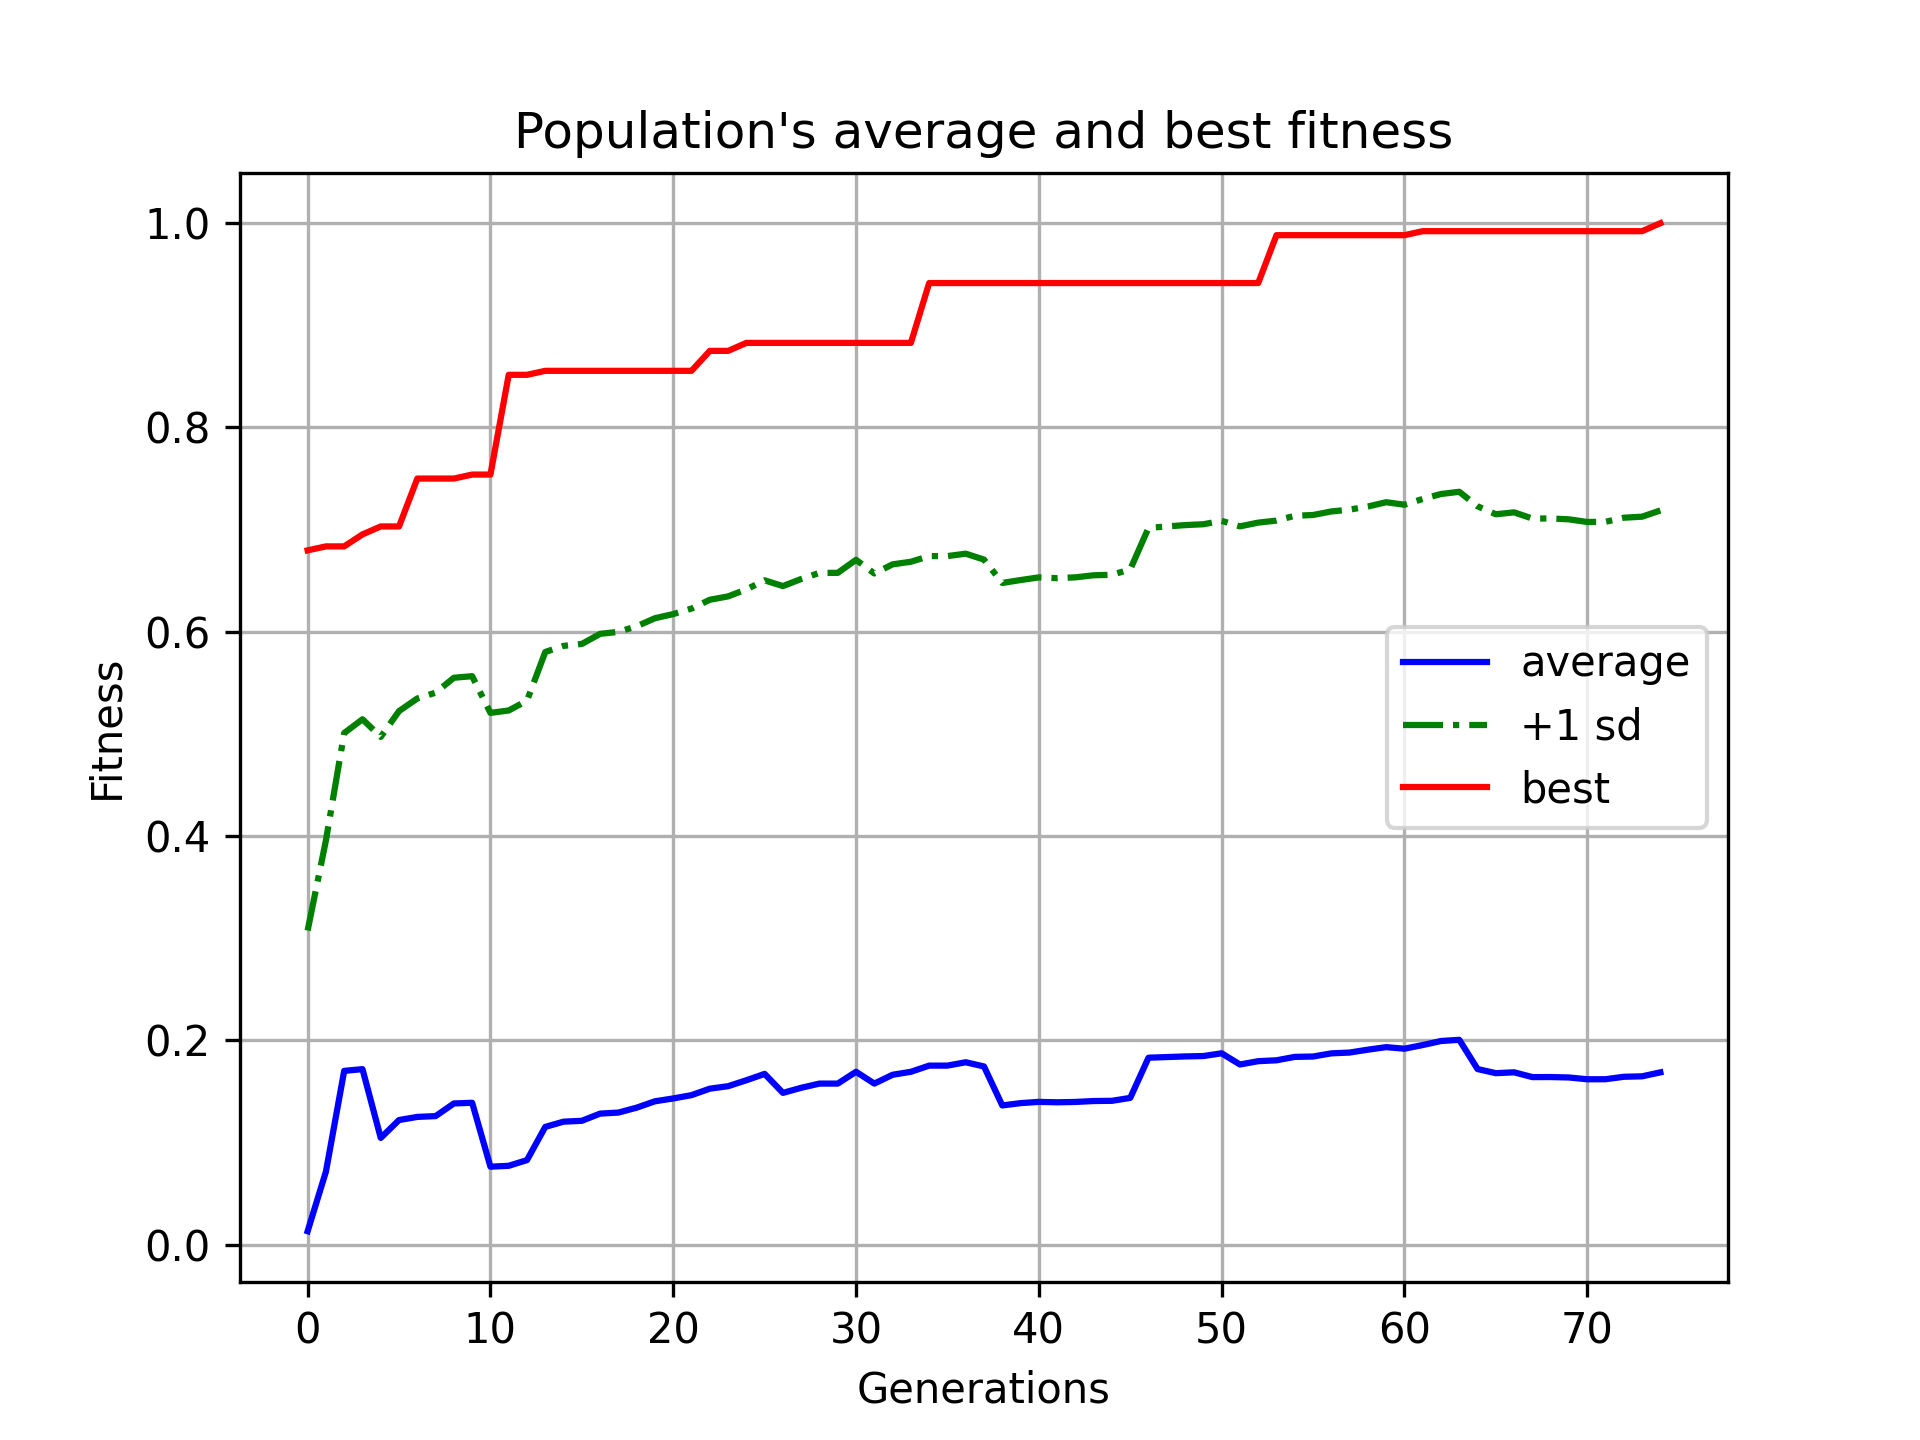 Population's average and best fitness
1.0
0.8
0.6
0.4
0.2
0.0
Fitness
average
+1 sd
best
0 10 20 30 40 50 60 70
Generations